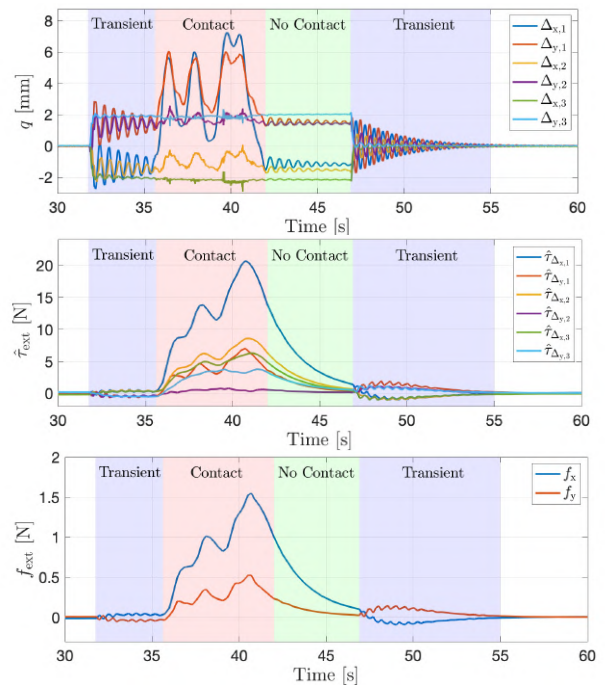 Transient Contact No Contact Transient
8
6
4
2
0
-2
q [mm]
Δx,1
Δy,1
Δx,2
Δy,2
Δx,3
Δy,3
30 35 40 45 50 55 60
Time [s]
Transient Contact No Contact Transient
20
15
10
5
0
τ̂ext [N]
τ̂Δx,1
τ̂Δy,1
τ̂Δx,2
τ̂Δy,2
τ̂Δx,3
τ̂Δy,3
30 35 40 45 50 55 60
Time [s]
Transient Contact No Contact Transient
2
1.5
1
0.5
0
fext [N]
fx
fy
30 35 40 45 50 55 60
Time [s]